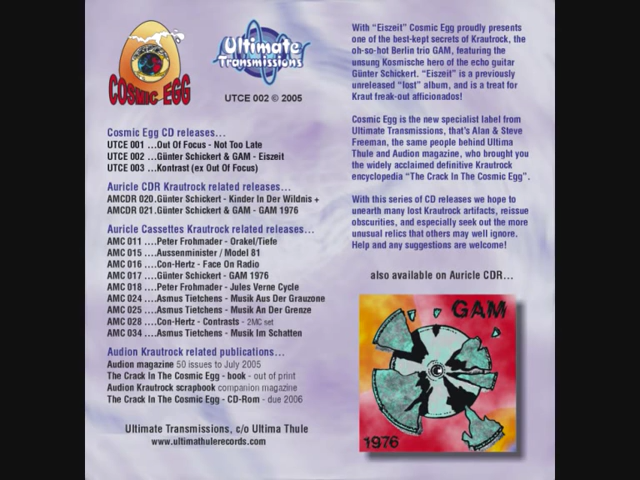 COSMIC EGG
Ultimate
Transmissions
UTCE 002 © 2005
Cosmic Egg CD releases...
UTCE 001 ...Out Of Focus - Not Too Late
UTCE 002 ...Günter Schickert & GAM - Eiszeit
UTCE 003 ...Kontrast (ex Out Of Focus)
Auricle CDR Krautrock related releases...
AMCDR 020.Günter Schickert - Kinder In Der Wildnis +
AMCDR 021.Günter Schickert & GAM - GAM 1976
Auricle Cassettes Krautrock related releases...
AMC 011 ....Peter Frohmader - Orakel/Tiefe
AMC 015 ....Aussenminister / Model 81
AMC 016 ....Con-Hertz - Face On Radio
AMC 017 ....Günter Schickert - GAM 1976
AMC 018 ....Peter Frohmader - Jules Verne Cycle
AMC 024 ....Asmus Tietchens - Musik Aus Der Grauzone
AMC 025 ....Asmus Tietchens - Musik An Der Grenze
AMC 028 ....Con-Hertz - Contrasts - 2MC set
AMC 034 ....Asmus Tietchens - Musik Im Schatten
Audion Krautrock related publications...
Audion magazine 50 issues to July 2005
The Crack In The Cosmic Egg - book - out of print
Audion Krautrock scrapbook companion magazine
The Crack In The Cosmic Egg - CD-Rom - due 2006
Ultimate Transmissions, c/o Ultima Thule
www.ultimathulerecords.com
With “Eiszeit” Cosmic Egg proudly presents
one of the best-kept secrets of Krautrock, the
oh-so-hot Berlin trio GAM, featuring the
unsung Kosmische hero of the echo guitar
Günter Schickert. “Eiszeit” is a previously
unreleased “lost” album, and is a treat for
Kraut freak-out afficionados!
Cosmic Egg is the new specialist label from
Ultimate Transmissions, that's Alan & Steve
Freeman, the same people behind Ultima
Thule and Audion magazine, who brought you
the widely acclaimed definitive Krautrock
encyclopedia “The Crack In The Cosmic Egg”.
With this series of CD releases we hope to
unearth many lost Krautrock artifacts, reissue
obscurities, and especially seek out the more
unusual relics that others may well ignore.
Help and any suggestions are welcome!
also available on Auricle CDR...
GAM
1976